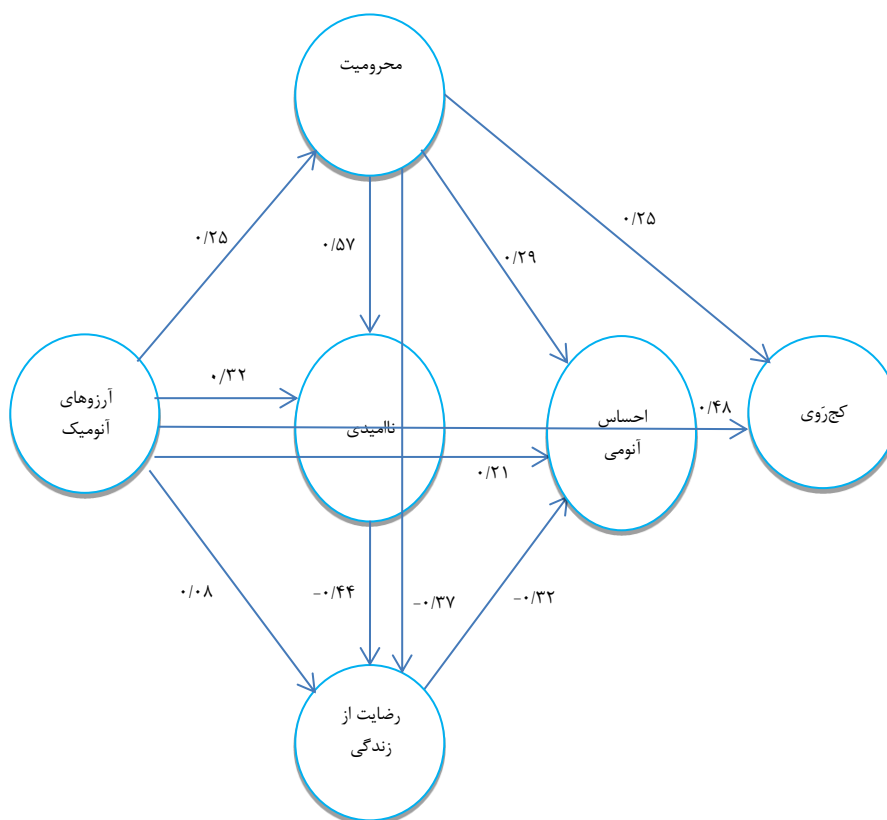 محرومیت
۰/۲۵
۰/۵۷
۰/۲۹
۰/۲۵
آرزوهای
آنومیک
۰/۳۲
ناامیدی
احساس
آنومی
۰/۴۸
کج‌رَوی
۰/۲۱
۰/۰۸
-۰/۴۴
-۰/۳۷
-۰/۳۲
رضایت از
زندگی